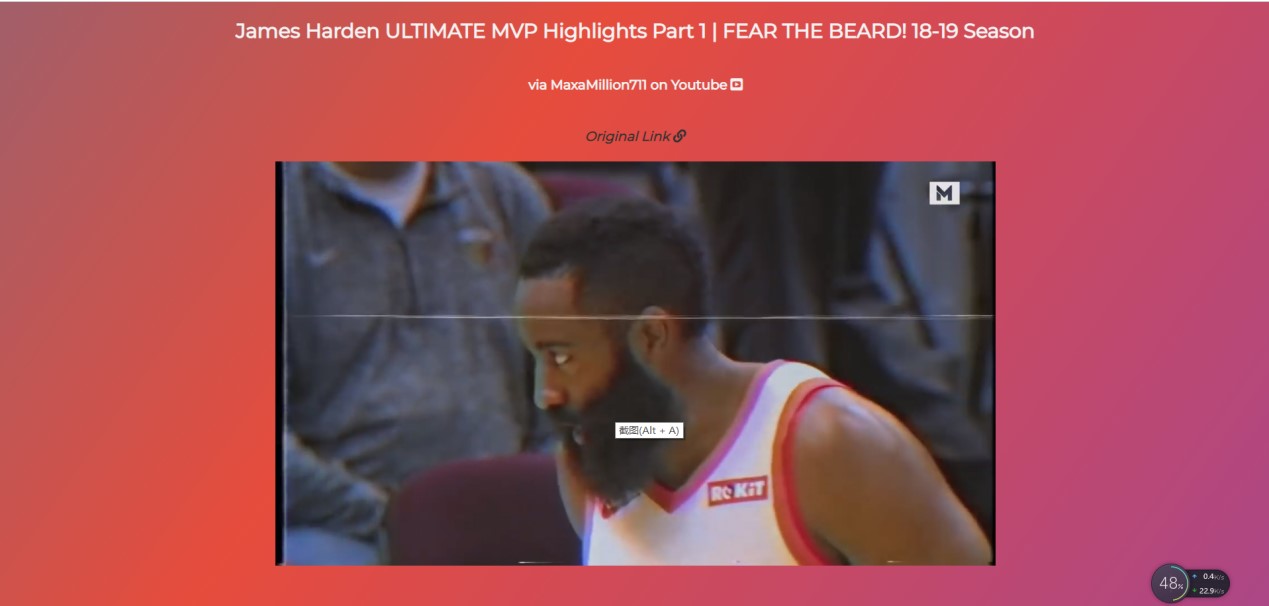 James Harden ULTIMATE MVP Highlights Part 1 | FEAR THE BEARD! 18-19 Season
via MaxaMillion711 on Youtube
Original Link
M
截图(Alt + A)
ROKiT
48%
0.4K/s
22.9K/s